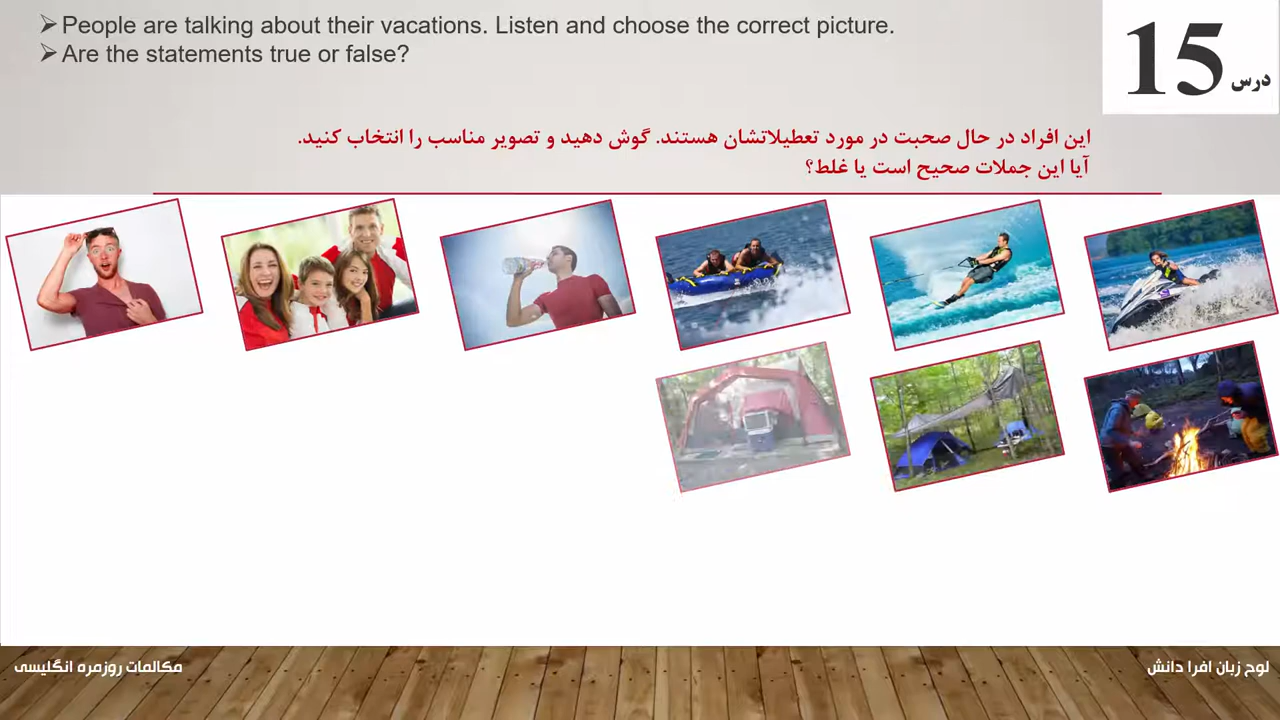 ➢People are talking about their vacations. Listen and choose the correct picture.
➢Are the statements true or false?
درس 15
این افراد در حال صحبت در مورد تعطیلاتشان هستند. گوش دهید و تصویر مناسب را انتخاب کنید.
آیا این جملات صحیح است یا غلط؟
لوح زبان افرا دانش
مکالمات روزمره انگلیسی